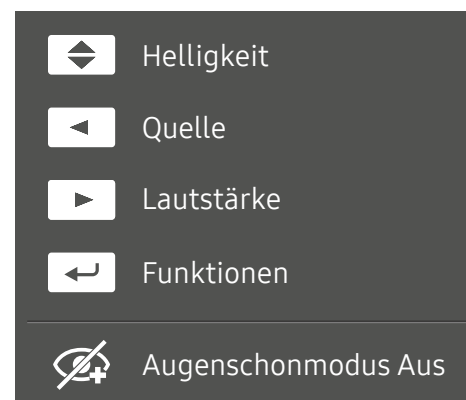 Helligkeit
Quelle
Lautstärke
Funktionen
Augenschonmodus Aus